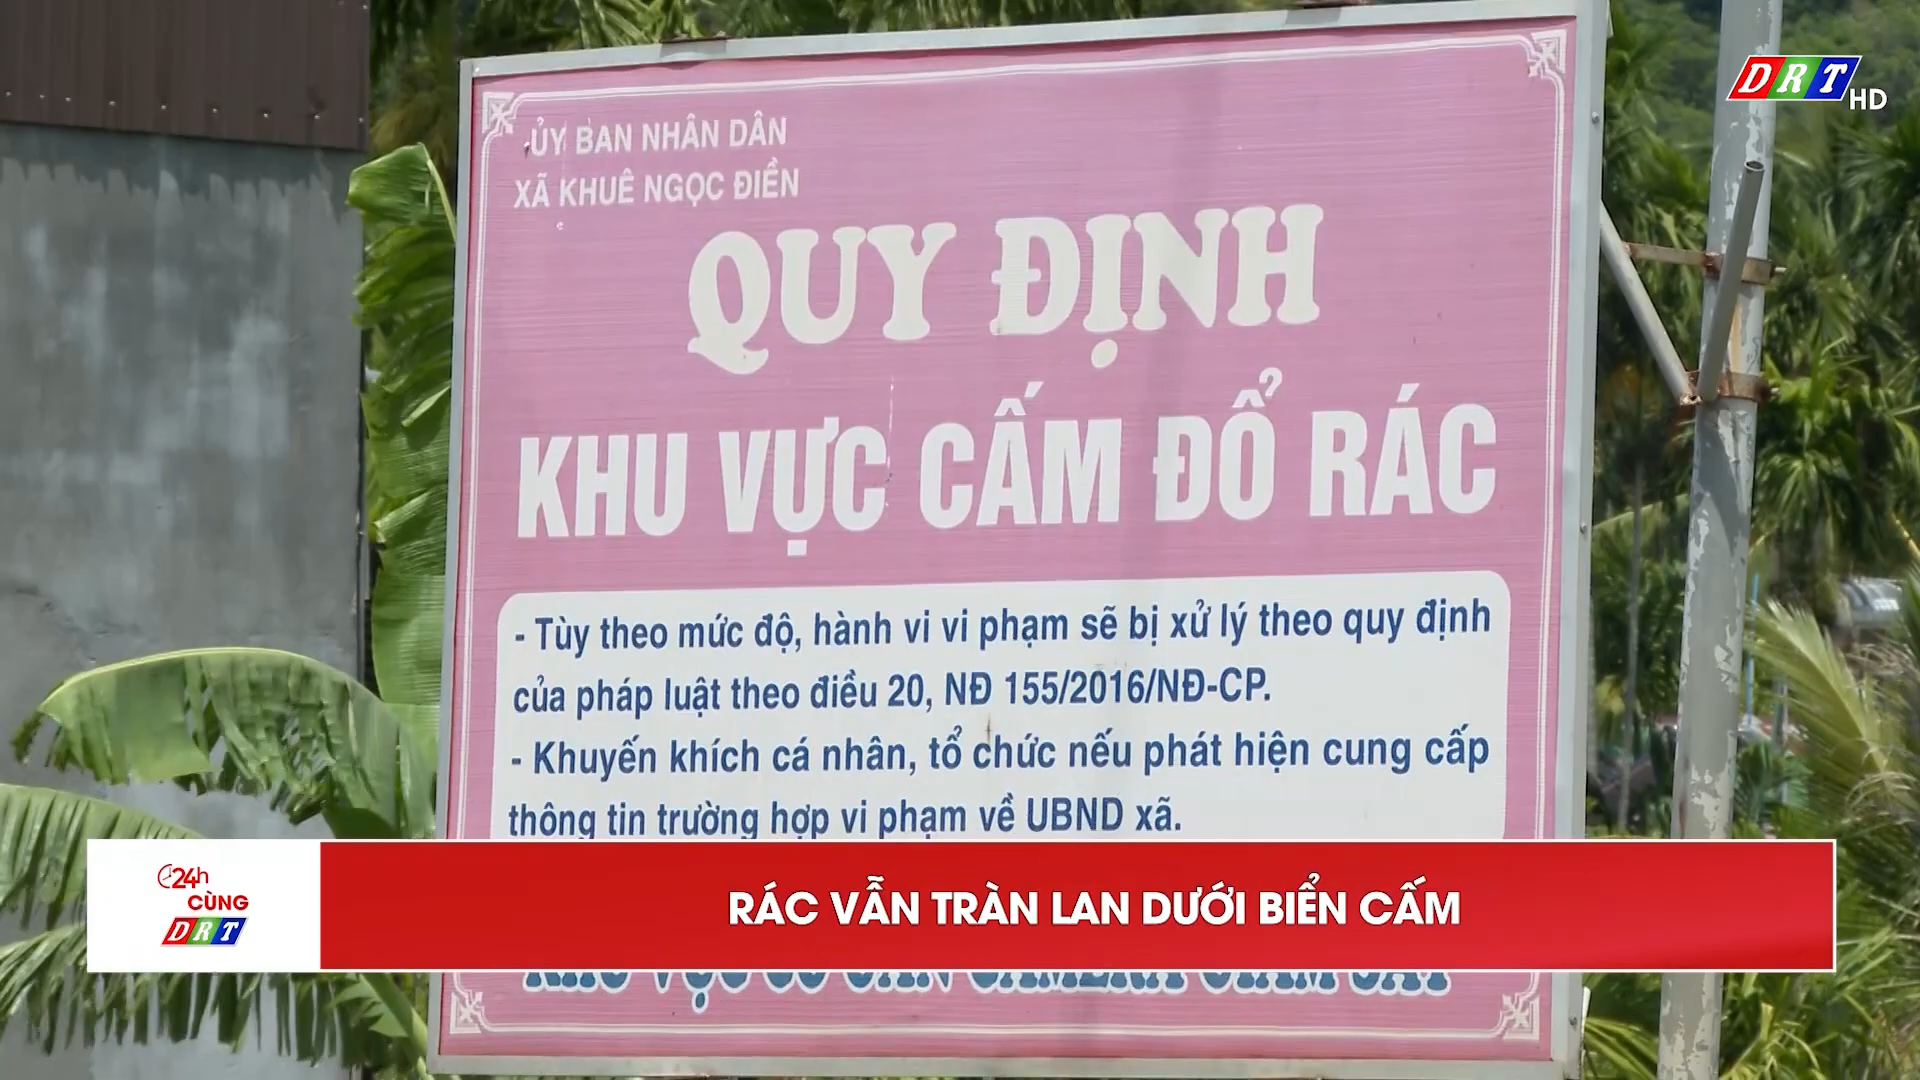 DRT HD
ỦY BAN NHÂN DÂN
XÃ KHUÊ NGỌC ĐIỀN
QUY ĐỊNH
KHU VỰC CẤM ĐỔ RÁC
- Tùy theo mức độ, hành vi vi phạm sẽ bị xử lý theo quy định
của pháp luật theo điều 20, NĐ 155/2016/NĐ-CP.
- Khuyến khích cá nhân, tổ chức nếu phát hiện cung cấp
thông tin trường hợp vi phạm về UBND xã.
24h
CÙNG
DRT
RÁC VẪN TRÀN LAN DƯỚI BIỂN CẤM